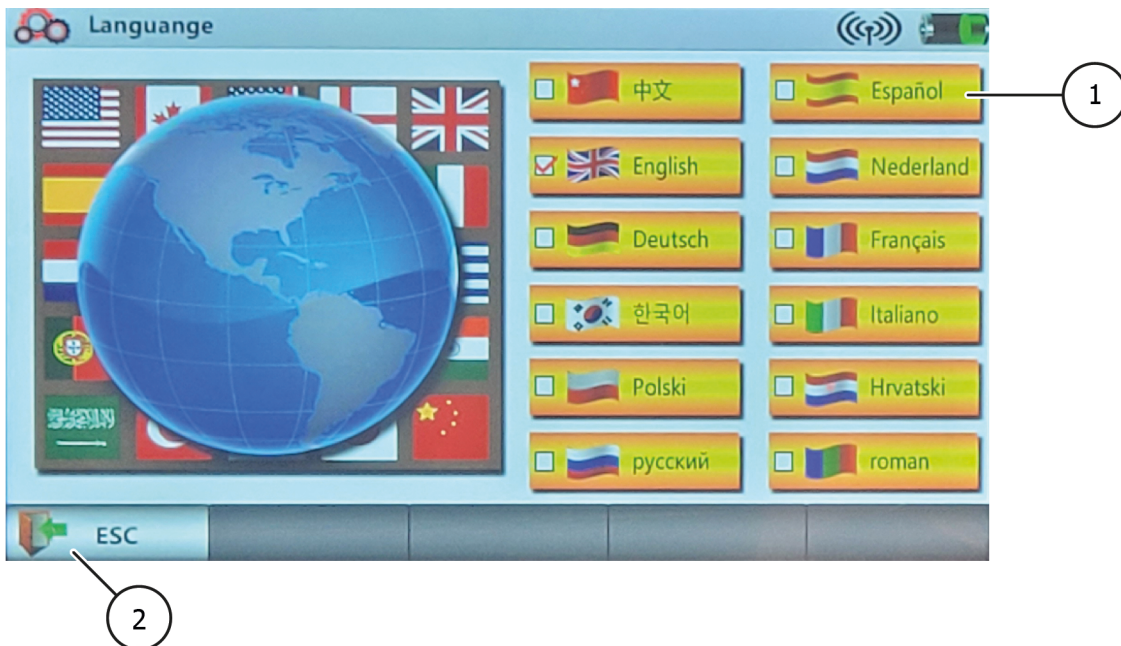 Languange
中文
Español
1
English
Nederland
Deutsch
Français
한국어
Italiano
Polski
Hrvatski
русский
roman
ESC
2